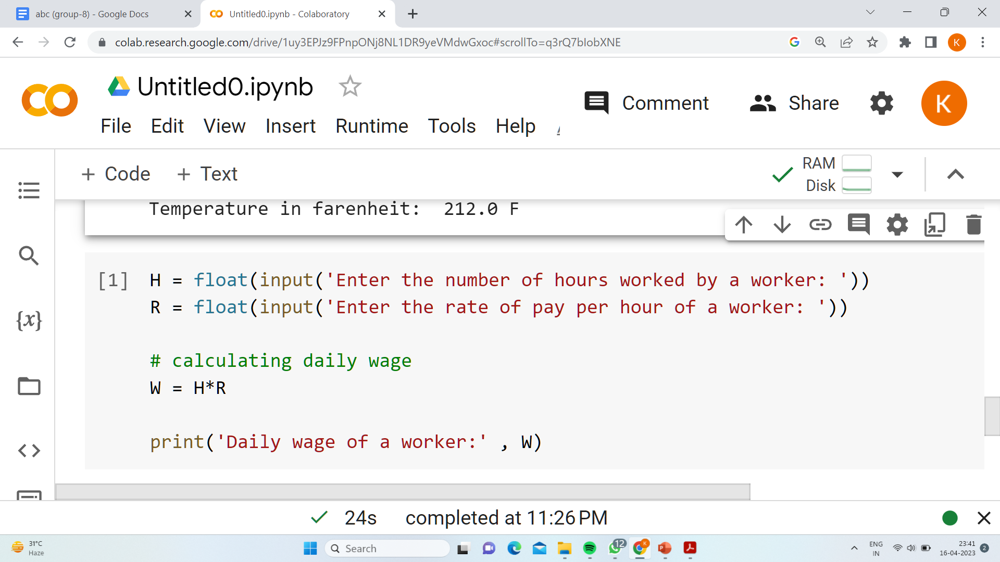 abc (group-8) - Google Docs
Untitled0.ipynb - Colaboratory
colab.research.google.com/drive/1uy3EPJz9FPnpONj8NL1DR9yeVMdwGxoc#scrollTo=q3rQ7bIobXNE
K
Untitled0.ipynb
Comment
Share
K
File Edit View Insert Runtime Tools Help
+ Code + Text
RAM
Disk
Temperature in farenheit:  212.0 F
{x}
[1] H = float(input('Enter the number of hours worked by a worker: '))
R = float(input('Enter the rate of pay per hour of a worker: '))
# calculating daily wage
W = H*R
print('Daily wage of a worker:' , W)
24s completed at 11:26 PM
31°C
Haze
Search
12
K
ENG
IN
23:41
16-04-2023
2